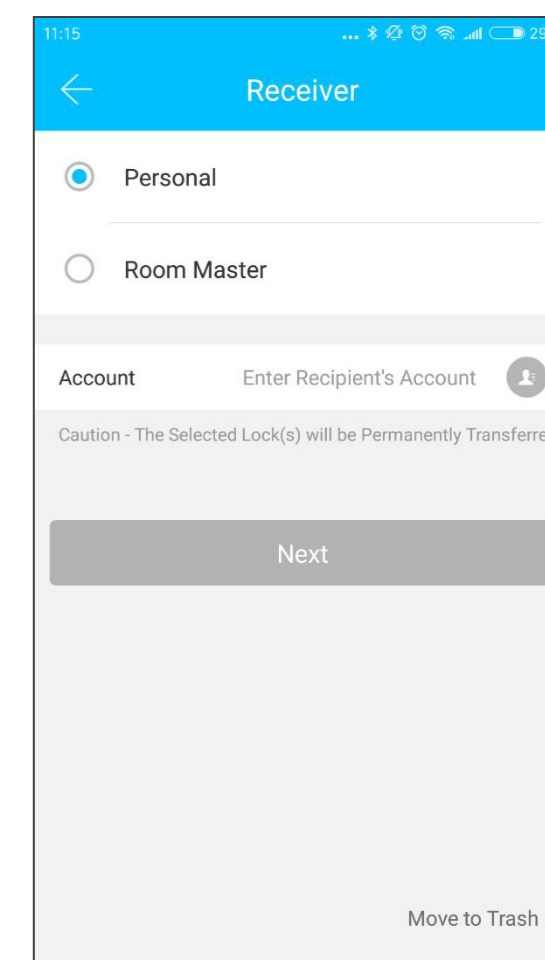 11:15 ... 29
Receiver
Personal
Room Master
Account Enter Recipient's Account
Caution - The Selected Lock(s) will be Permanently Transferre
Next
Move to Trash